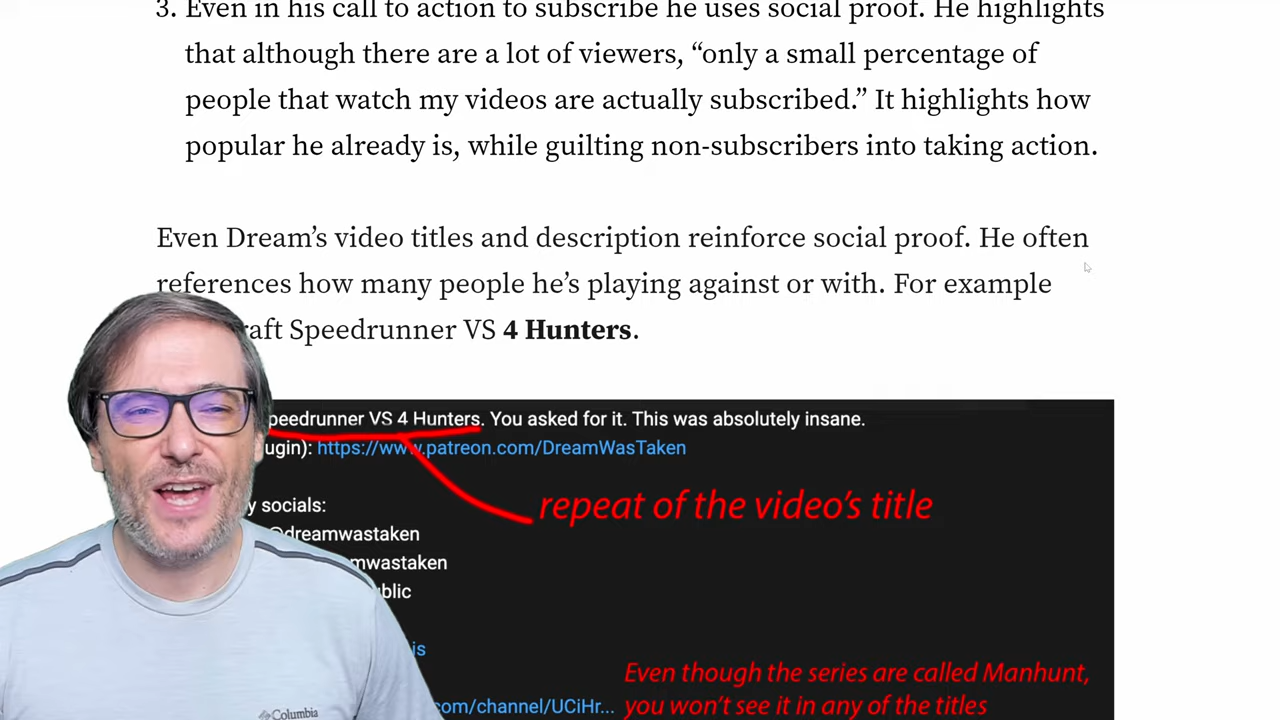 3. Even in his call to action to subscribe he uses social proof. He highlights
that although there are a lot of viewers, “only a small percentage of
people that watch my videos are actually subscribed.” It highlights how
popular he already is, while guilting non-subscribers into taking action.
Even Dream’s video titles and description reinforce social proof. He often
references how many people he’s playing against or with. For example
raft Speedrunner VS 4 Hunters.
peedrunner VS 4 Hunters. You asked for it. This was absolutely insane.
ugin): https://www.patreon.com/DreamWasTaken
repeat of the video’s title
y socials:
@dreamwastaken
mwastaken
ublic
is
Even though the series are called Manhunt,
com/channel/UCiHr...
you won’t see it in any of the titles
Columbia